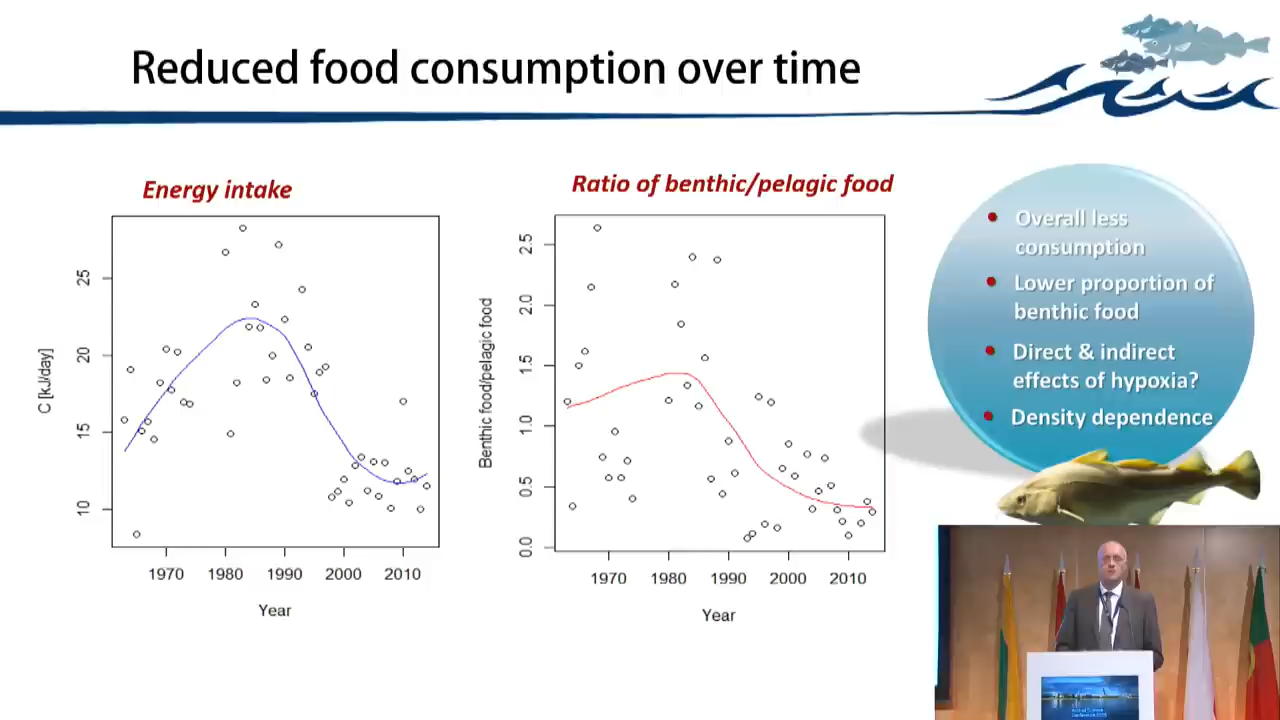 Reduced food consumption over time
Energy intake
C [kJ/day]
25
20
15
10
1970 1980 1990 2000 2010
Year
Ratio of benthic/pelagic food
Benthic food/pelagic food
2.5
2.0
1.5
1.0
0.5
0.0
1970 1980 1990 2000 2010
Year
• Overall less
consumption
• Lower proportion of
benthic food
• Direct & indirect
effects of hypoxia?
• Density dependence